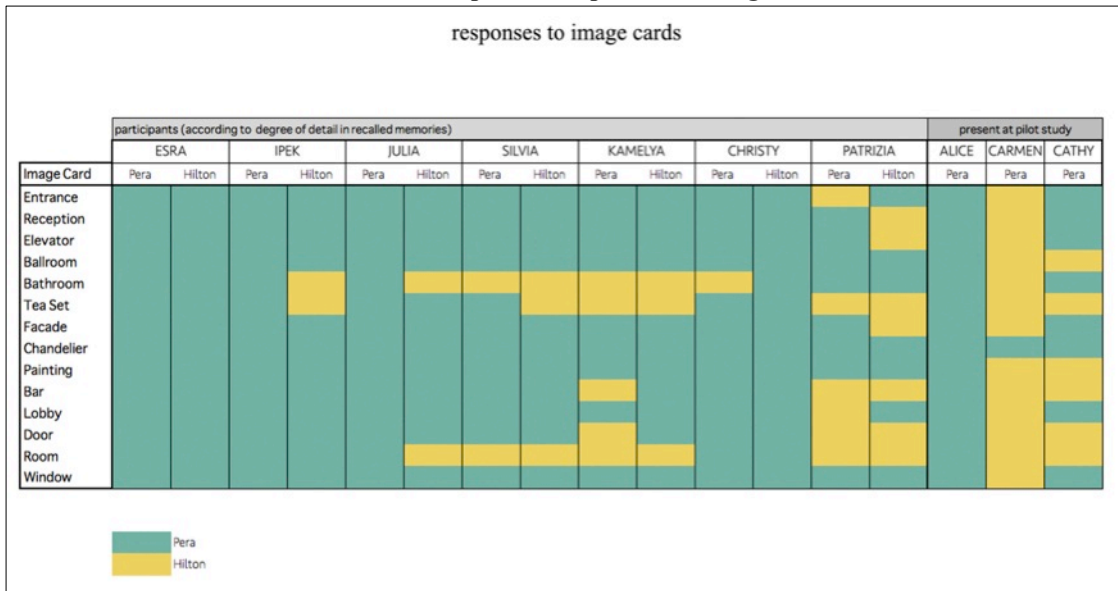 responses to image cards
participants (according to degree of detail in recalled memories) present at pilot study
ESRA IPEK JULIA SILVIA KAMELYA CHRISTY PATRIZIA ALICE CARMEN CATHY
Image Card Pera Hilton Pera Hilton Pera Hilton Pera Hilton Pera Hilton Pera Hilton Pera Hilton Pera Pera Pera
Entrance
Reception
Elevator
Ballroom
Bathroom
Tea Set
Facade
Chandelier
Painting
Bar
Lobby
Door
Room
Window
Pera
Hilton